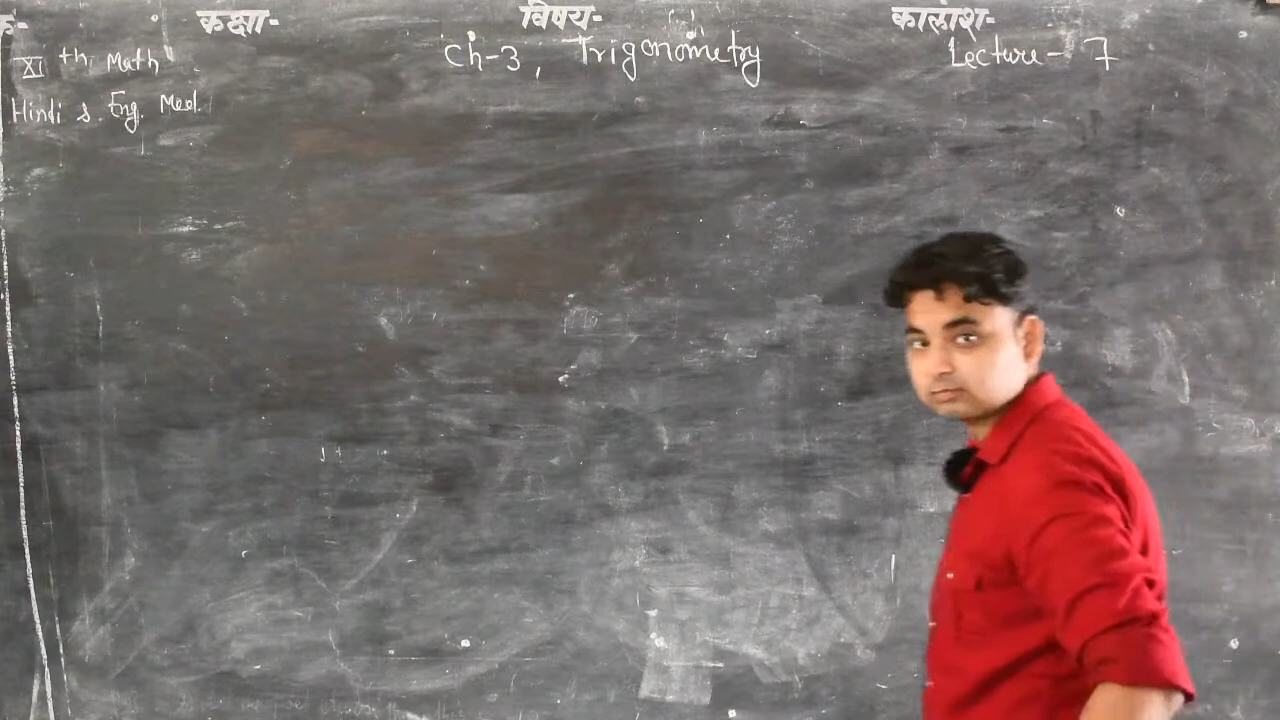 क- कक्षा- विषय- कालांश-
XI th Math Ch-3, Trigonometry Lecture- 7
Hindi & Eng. Med.